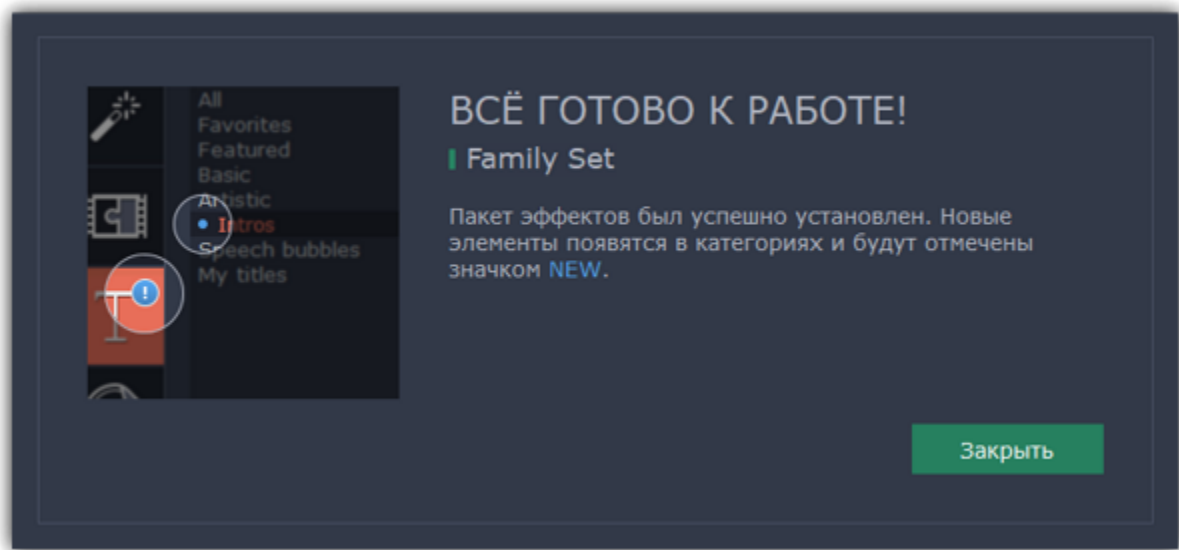 All
Favorites
Featured
Basic
Artistic
Intros
Speech bubbles
My titles
T
!
ВСЁ ГОТОВО К РАБОТЕ!
Family Set
Пакет эффектов был успешно установлен. Новые
элементы появятся в категориях и будут отмечены
значком NEW.
Закрыть